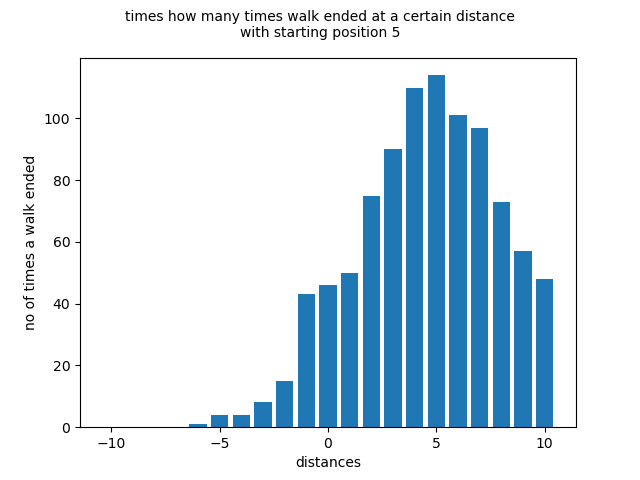 times how many times walk ended at a certain distance
with starting position 5
no of times a walk ended
100
80
60
40
20
0
−10
−5
0
5
10
distances